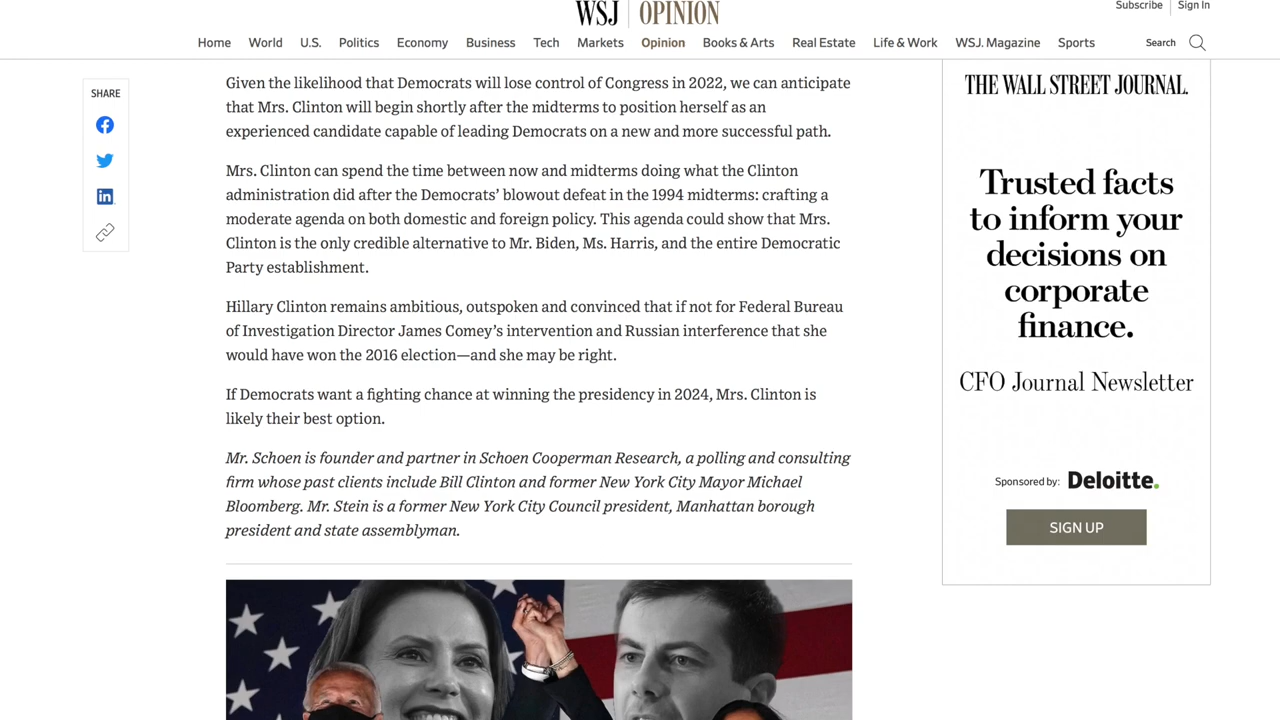 WSJ OPINION
Subscribe Sign In
Home World U.S. Politics Economy Business Tech Markets Opinion Books & Arts Real Estate Life & Work WSJ. Magazine Sports Search
SHARE
Given the likelihood that Democrats will lose control of Congress in 2022, we can anticipate
that Mrs. Clinton will begin shortly after the midterms to position herself as an
experienced candidate capable of leading Democrats on a new and more successful path.
Mrs. Clinton can spend the time between now and midterms doing what the Clinton
administration did after the Democrats’ blowout defeat in the 1994 midterms: crafting a
moderate agenda on both domestic and foreign policy. This agenda could show that Mrs.
Clinton is the only credible alternative to Mr. Biden, Ms. Harris, and the entire Democratic
Party establishment.
Hillary Clinton remains ambitious, outspoken and convinced that if not for Federal Bureau
of Investigation Director James Comey’s intervention and Russian interference that she
would have won the 2016 election—and she may be right.
If Democrats want a fighting chance at winning the presidency in 2024, Mrs. Clinton is
likely their best option.
Mr. Schoen is founder and partner in Schoen Cooperman Research, a polling and consulting
firm whose past clients include Bill Clinton and former New York City Mayor Michael
Bloomberg. Mr. Stein is a former New York City Council president, Manhattan borough
president and state assemblyman.
THE WALL STREET JOURNAL.
Trusted facts
to inform your
decisions on
corporate
finance.
CFO Journal Newsletter
Sponsored by: Deloitte.
SIGN UP